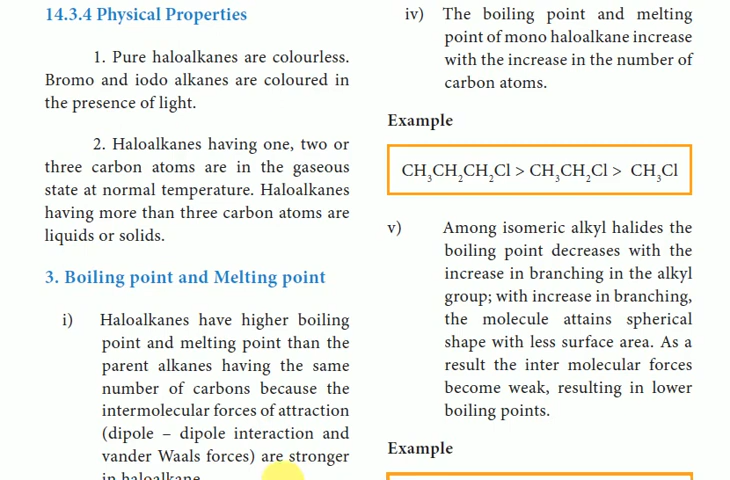 14.3.4 Physical Properties
1. Pure haloalkanes are colourless.
Bromo and iodo alkanes are coloured in
the presence of light.
2. Haloalkanes having one, two or
three carbon atoms are in the gaseous
state at normal temperature. Haloalkanes
having more than three carbon atoms are
liquids or solids.
3. Boiling point and Melting point
i) Haloalkanes have higher boiling
point and melting point than the
parent alkanes having the same
number of carbons because the
intermolecular forces of attraction
(dipole – dipole interaction and
vander Waals forces) are stronger
in haloalkane.
iv) The boiling point and melting
point of mono haloalkane increase
with the increase in the number of
carbon atoms.
Example
CH₃CH₂CH₂Cl > CH₃CH₂Cl > CH₃Cl
v) Among isomeric alkyl halides the
boiling point decreases with the
increase in branching in the alkyl
group; with increase in branching,
the molecule attains spherical
shape with less surface area. As a
result the inter molecular forces
become weak, resulting in lower
boiling points.
Example